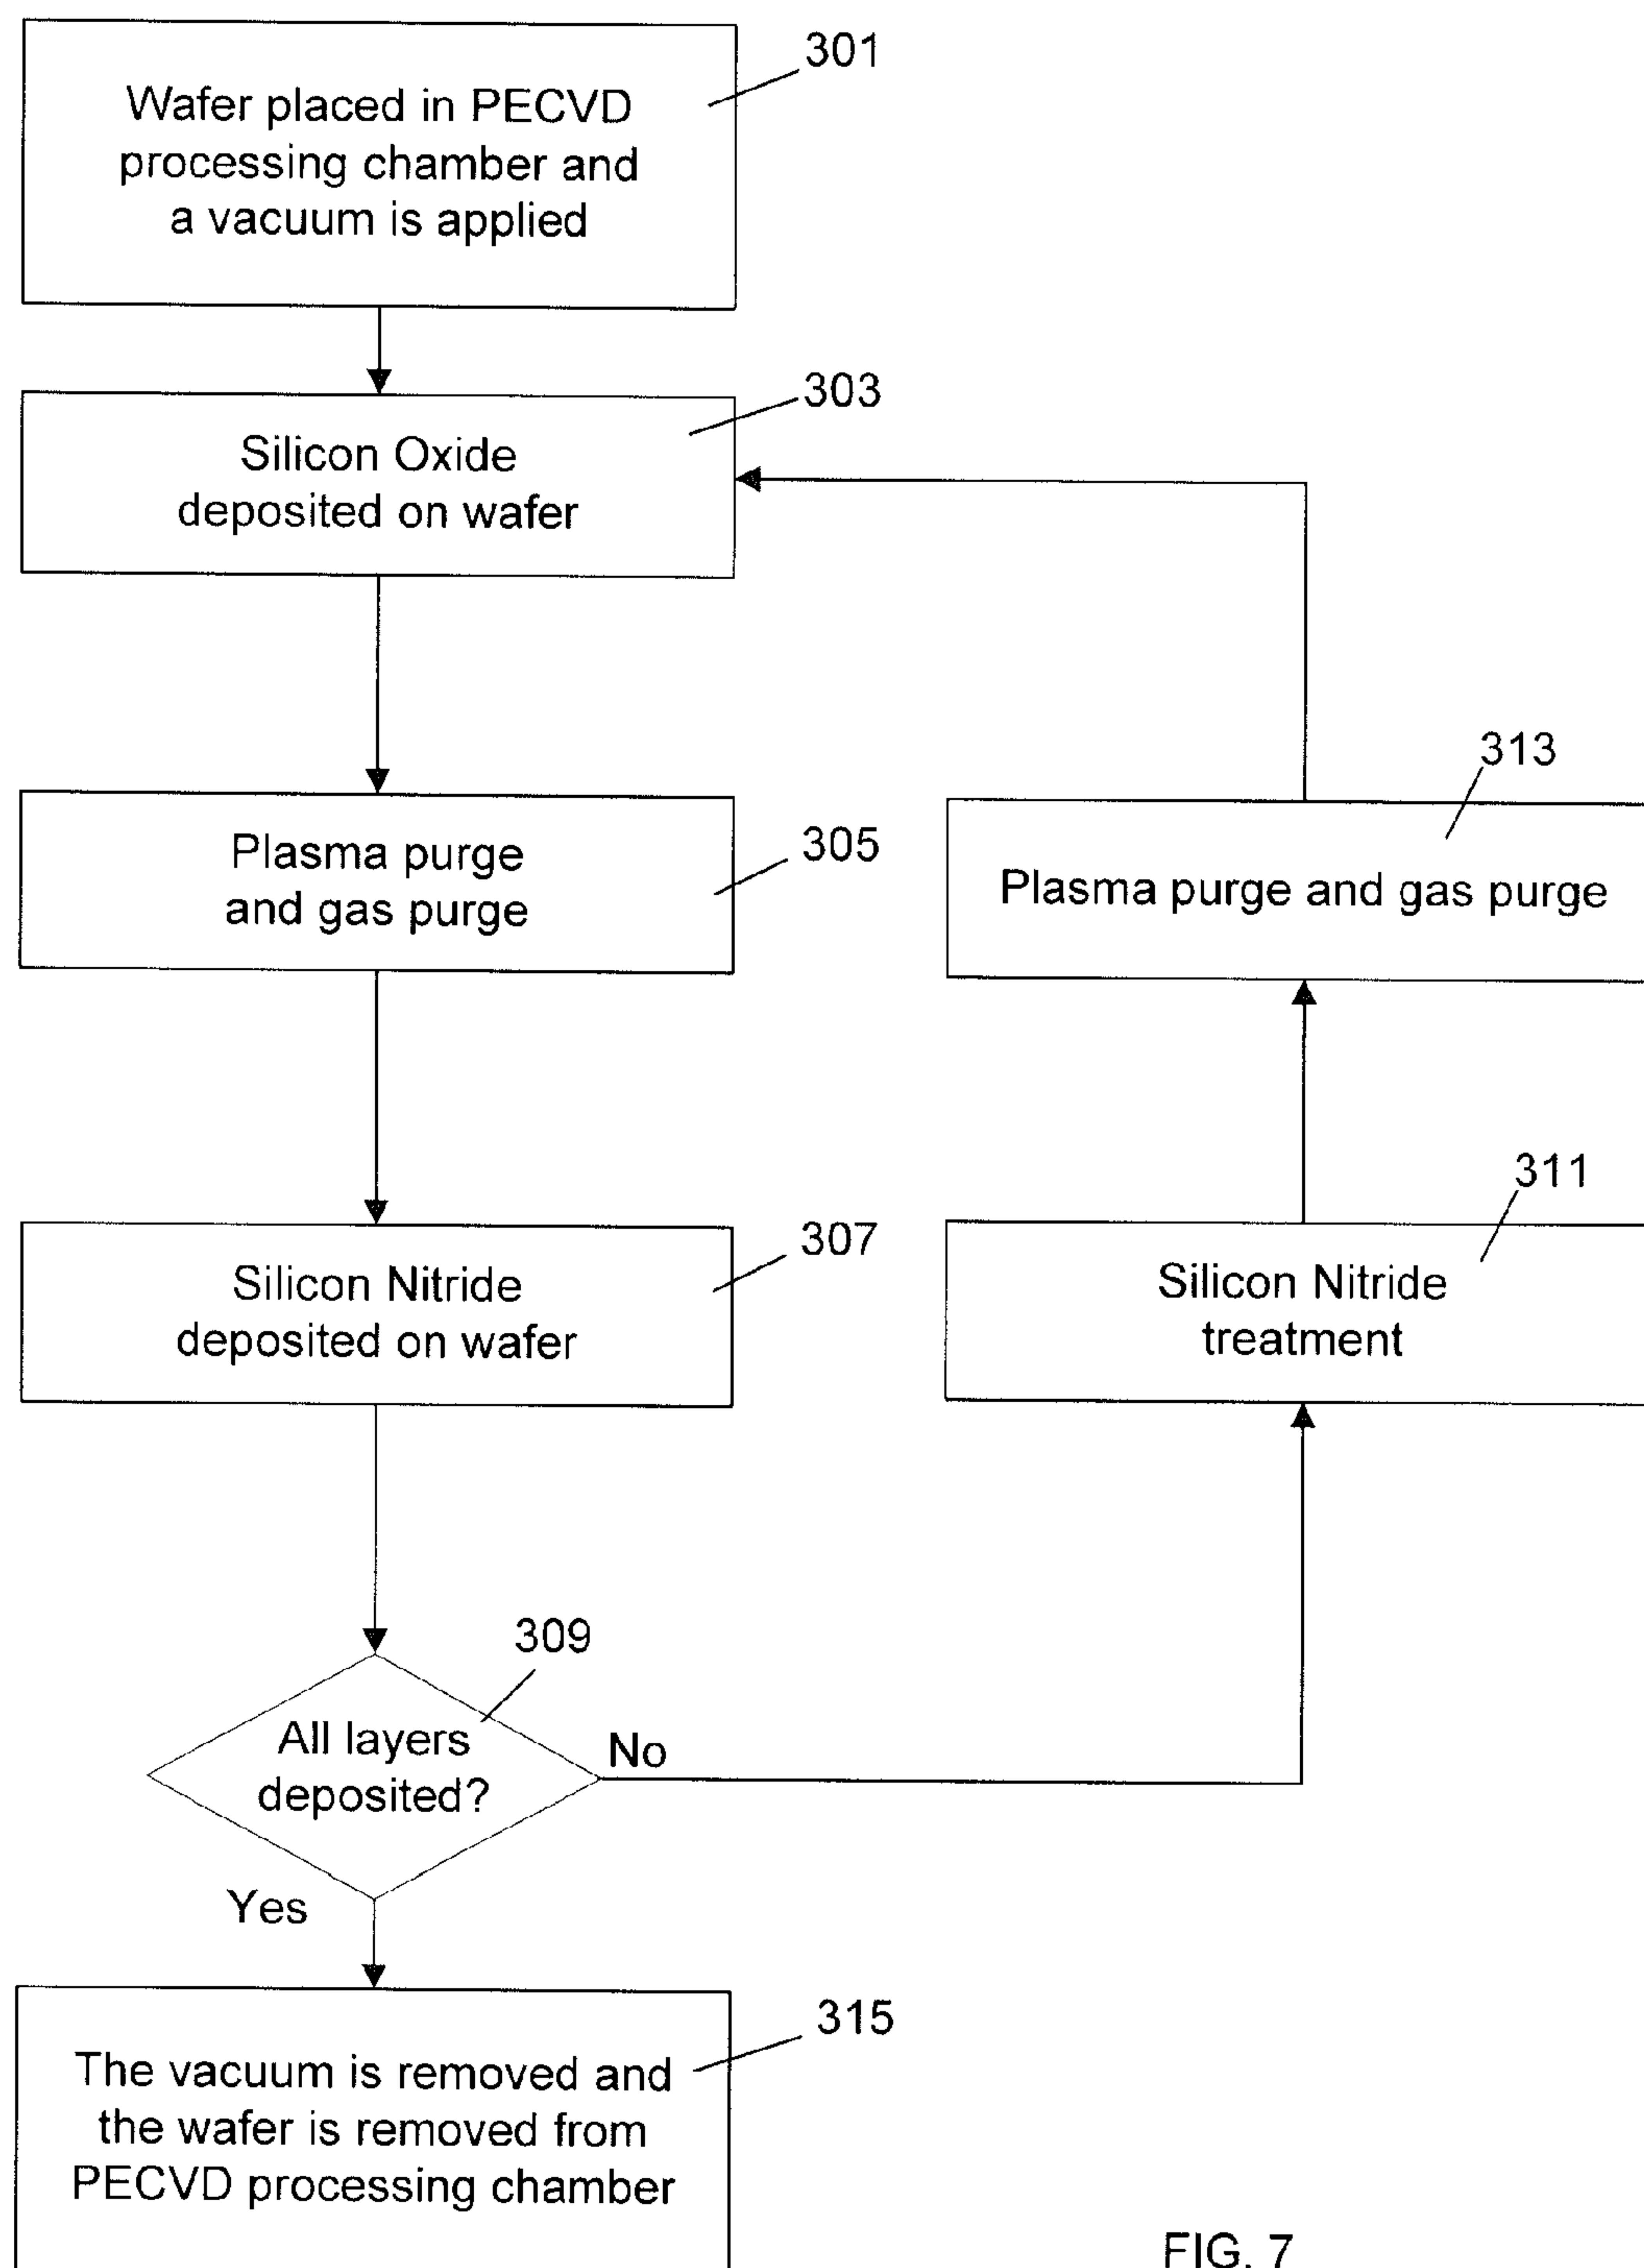 301
Wafer placed in PECVD
processing chamber and
a vacuum is applied
303
Silicon Oxide
deposited on wafer
305
Plasma purge
and gas purge
307
Silicon Nitride
deposited on wafer
309
All layers
deposited?
No
Yes
311
Silicon Nitride
treatment
313
Plasma purge and gas purge
315
The vacuum is removed and
the wafer is removed from
PECVD processing chamber
FIG. 7